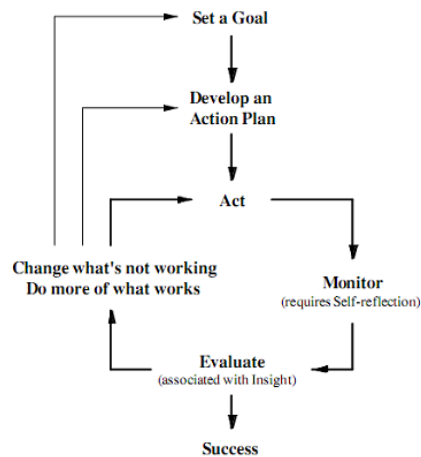 Set a Goal
Develop an
Action Plan
Act
Change what's not working
Do more of what works
Monitor
(requires Self-reflection)
Evaluate
(associated with Insight)
Success